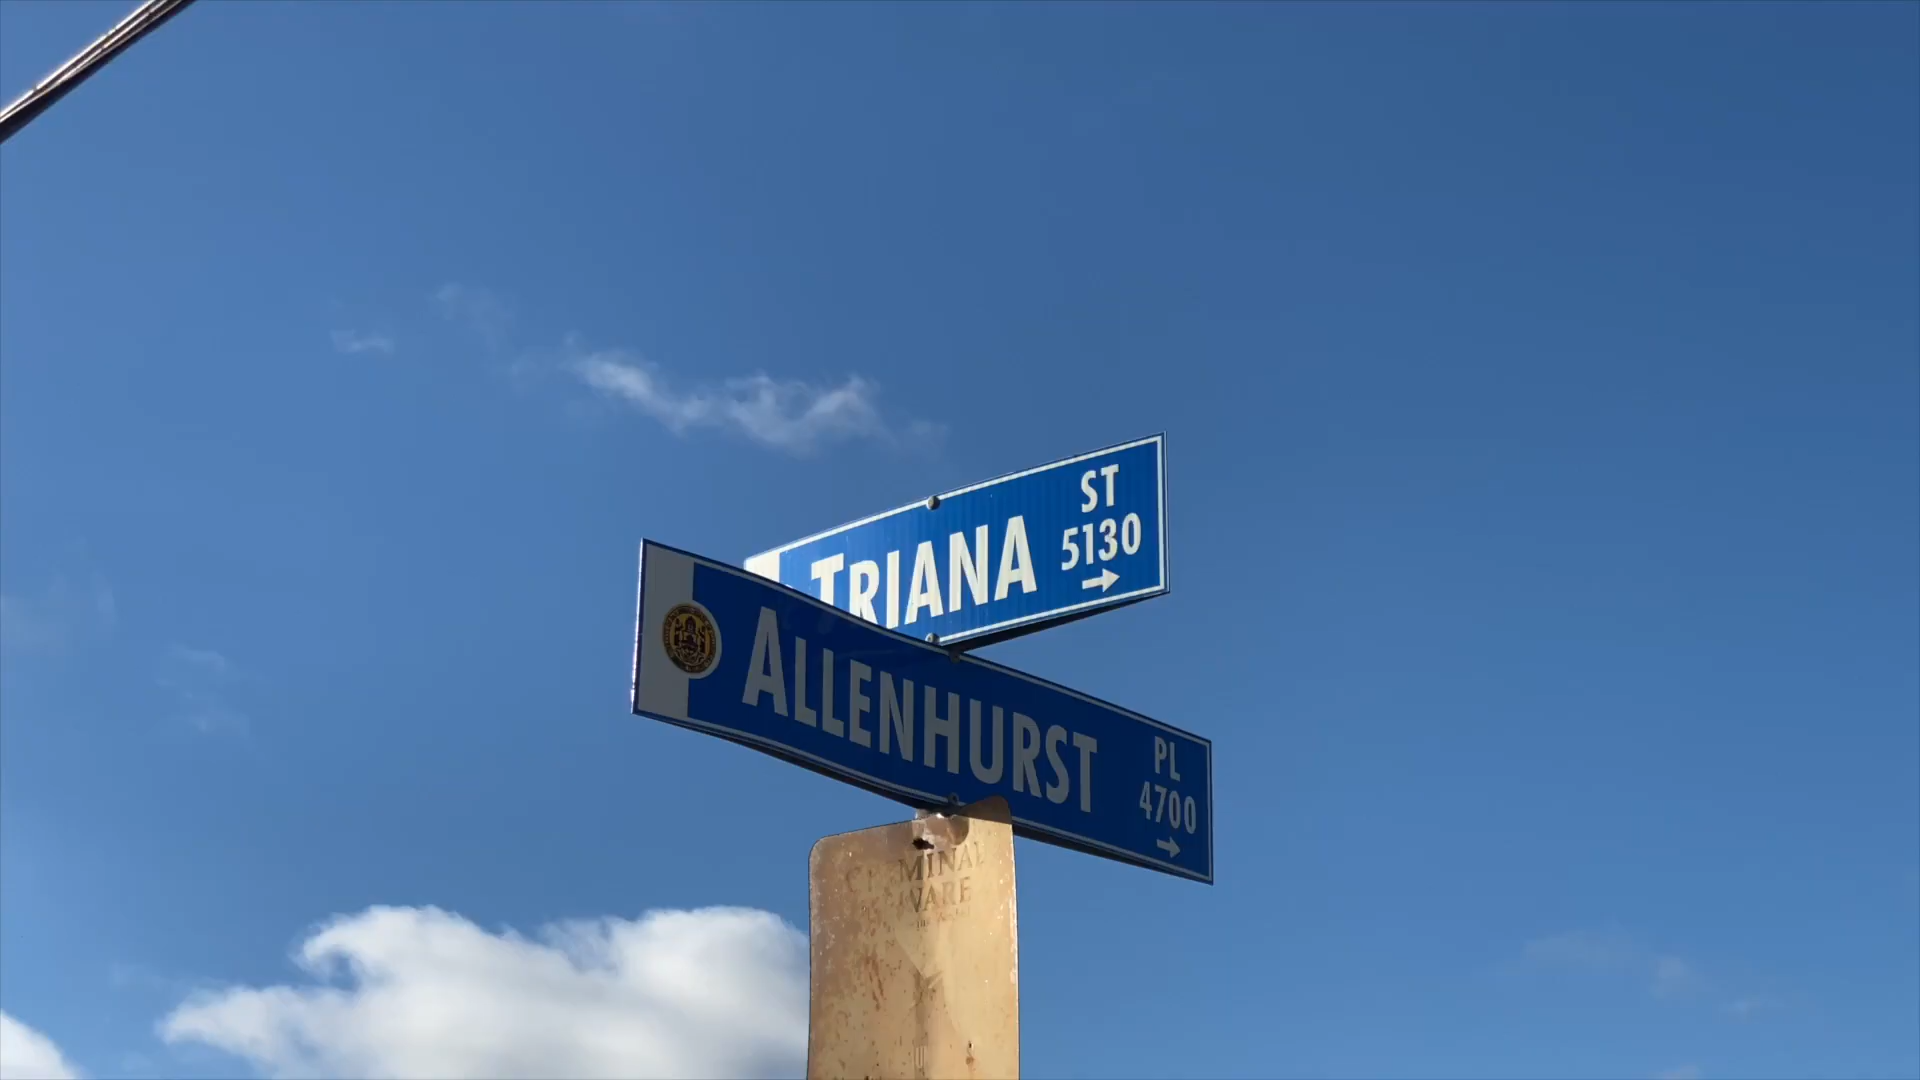 TRIANA
ST
5130
→
ALLENHURST
PL
4700
→